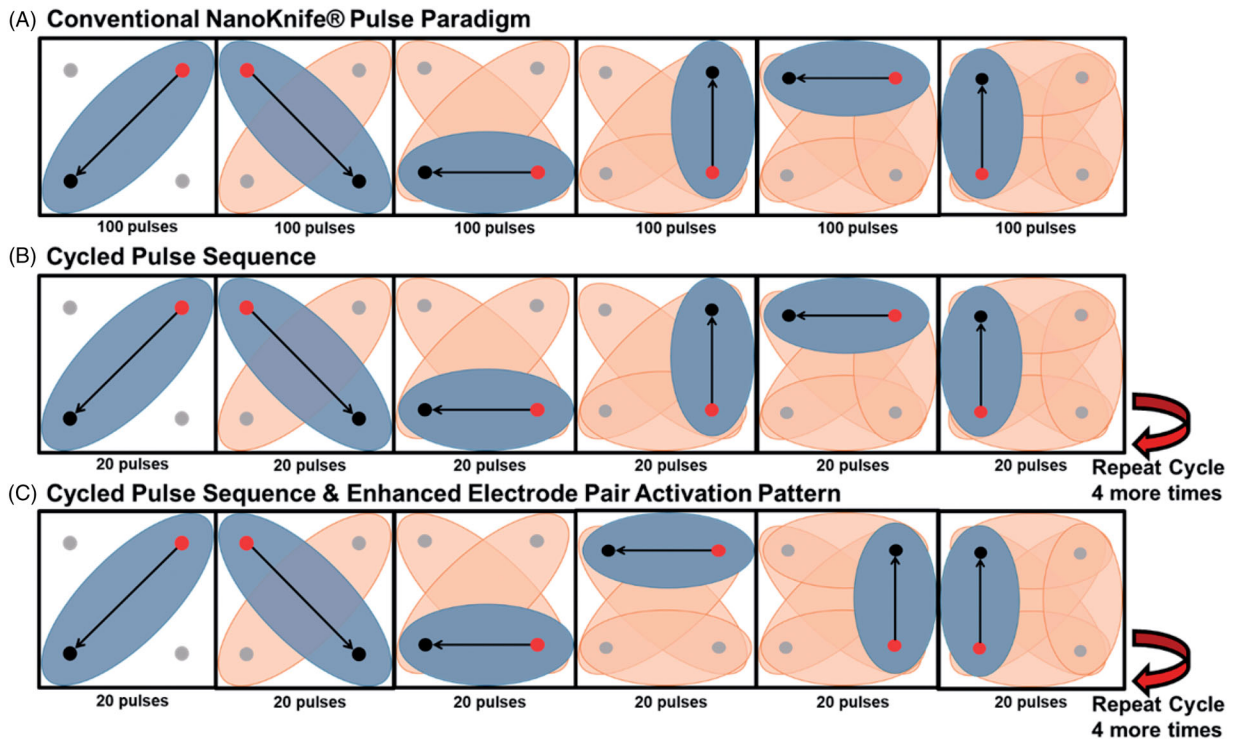 (A) Conventional NanoKnife® Pulse Paradigm
100 pulses 100 pulses 100 pulses 100 pulses 100 pulses 100 pulses
(B) Cycled Pulse Sequence
20 pulses 20 pulses 20 pulses 20 pulses 20 pulses 20 pulses
Repeat Cycle
4 more times
(C) Cycled Pulse Sequence & Enhanced Electrode Pair Activation Pattern
20 pulses 20 pulses 20 pulses 20 pulses 20 pulses 20 pulses
Repeat Cycle
4 more times